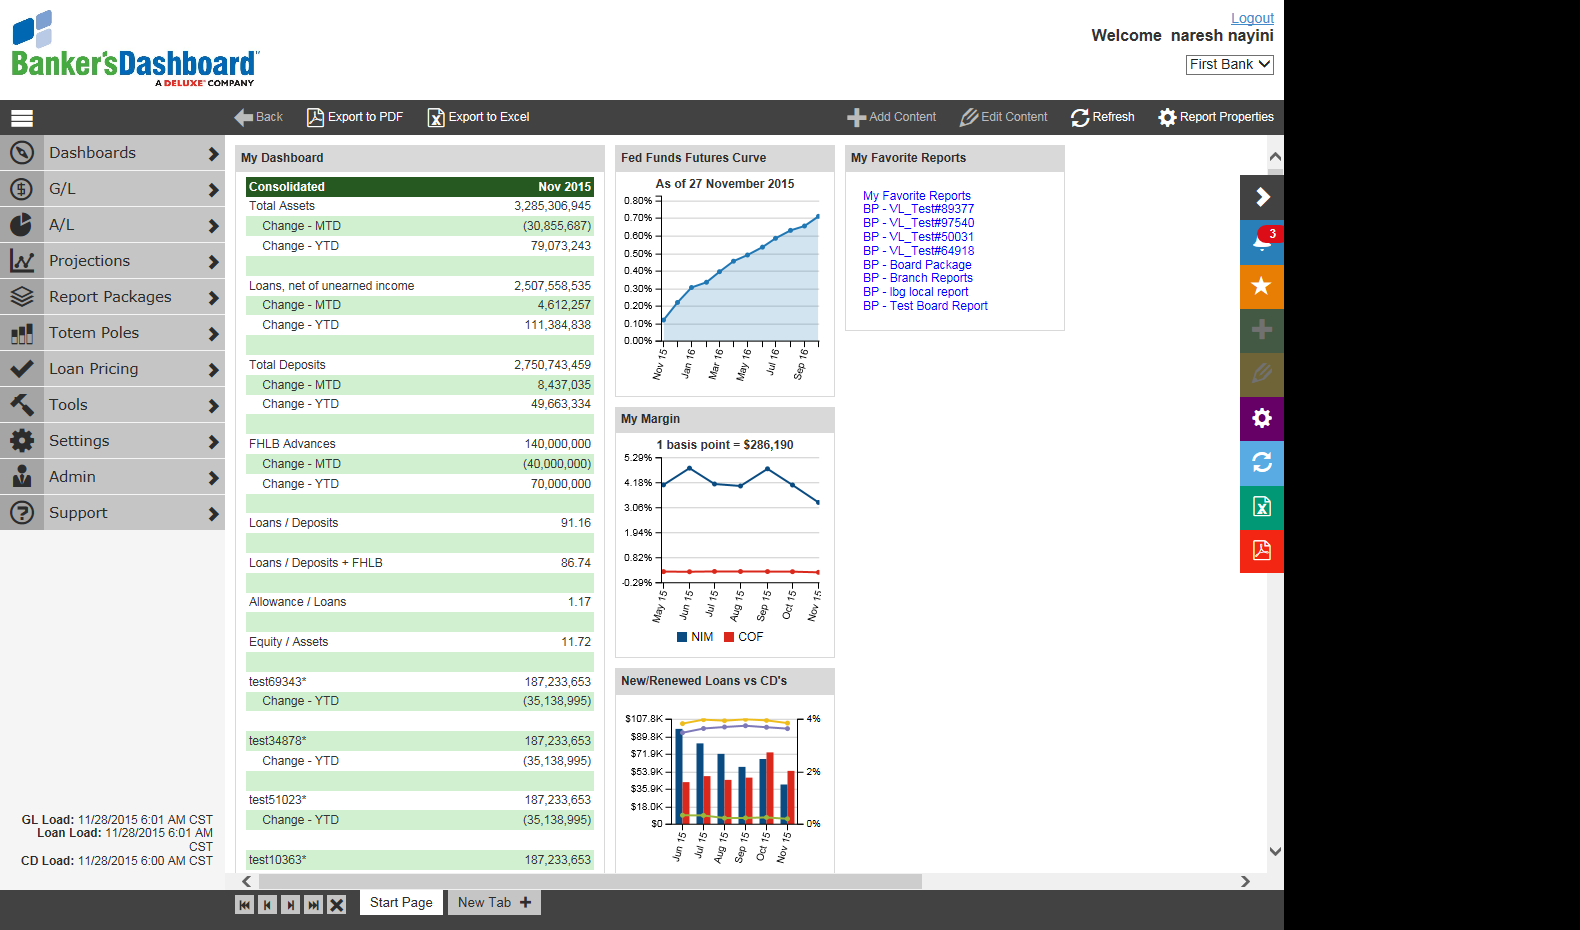 Logout
Welcome naresh nayini
First Bank
Banker'sDashboard
A DELUXE COMPANY
Back
Export to PDF
Export to Excel
Add Content
Edit Content
Refresh
Report Properties
Dashboards
G/L
A/L
Projections
Report Packages
Totem Poles
Loan Pricing
Tools
Settings
Admin
Support
GL Load: 11/28/2015 6:01 AM CST
Loan Load: 11/28/2015 6:01 AM
CST
CD Load: 11/28/2015 6:00 AM CST
My Dashboard
Consolidated Nov 2015
Total Assets 3,285,306,945
Change - MTD (30,855,687)
Change - YTD 79,073,243
Loans, net of unearned income 2,507,558,535
Change - MTD 4,612,257
Change - YTD 111,384,838
Total Deposits 2,750,743,459
Change - MTD 8,437,035
Change - YTD 49,663,334
FHLB Advances 140,000,000
Change - MTD (40,000,000)
Change - YTD 70,000,000
Loans / Deposits 91.16
Loans / Deposits + FHLB 86.74
Allowance / Loans 1.17
Equity / Assets 11.72
test69343* 187,233,653
Change - YTD (35,138,995)
test34878* 187,233,653
Change - YTD (35,138,995)
test51023* 187,233,653
Change - YTD (35,138,995)
test10363* 187,233,653
Fed Funds Futures Curve
As of 27 November 2015
0.80%
0.70%
0.60%
0.50%
0.40%
0.30%
0.20%
0.10%
0.00%
Nov 15
Jan 16
Mar 16
May 16
Jul 16
Sep 16
My Margin
1 basis point = $286,190
5.29%
4.18%
3.06%
1.94%
0.82%
-0.29%
May 15
Jun 15
Jul 15
Aug 15
Sep 15
Oct 15
Nov 15
NIM COF
New/Renewed Loans vs CD's
$107.8K
$89.8K
$71.9K
$53.9K
$35.9K
$18.0K
$0
4%
2%
0%
Jun 15
Jul 15
Aug 15
Sep 15
Oct 15
Nov 15
My Favorite Reports
My Favorite Reports
BP - VL_Test#89377
BP - VL_Test#97540
BP - VL_Test#50031
BP - VL_Test#64918
BP - Board Package
BP - Branch Reports
BP - lbg local report
BP - Test Board Report
3
Start Page
New Tab